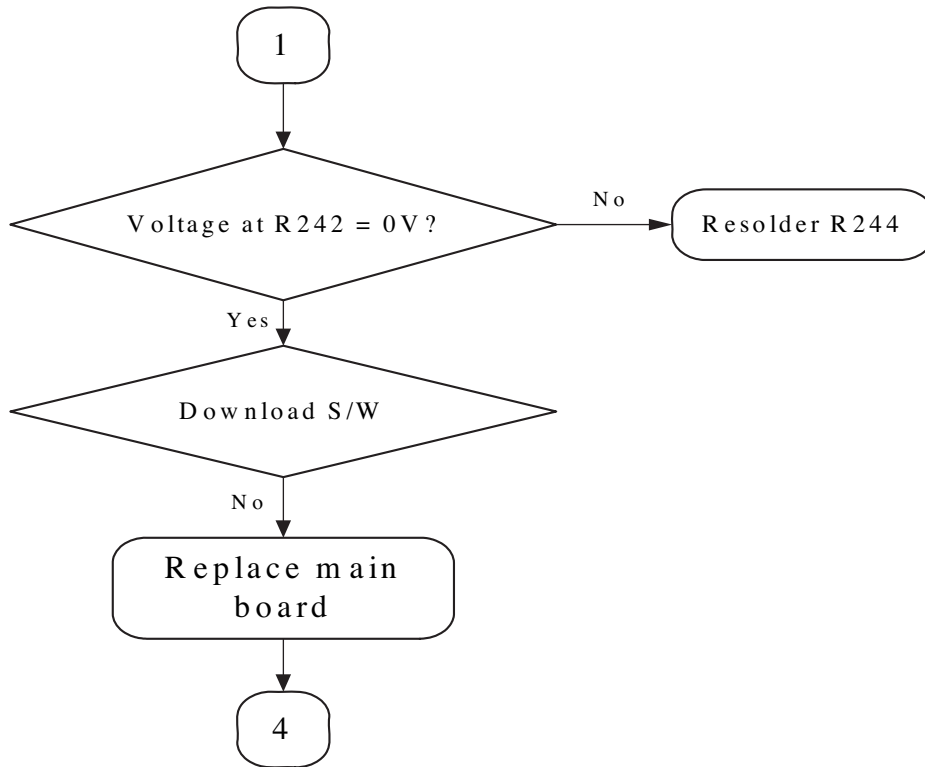 1
Voltage at R242 = 0V?
No
Resolder R244
Yes
Download S/W
No
Replace main
board
4